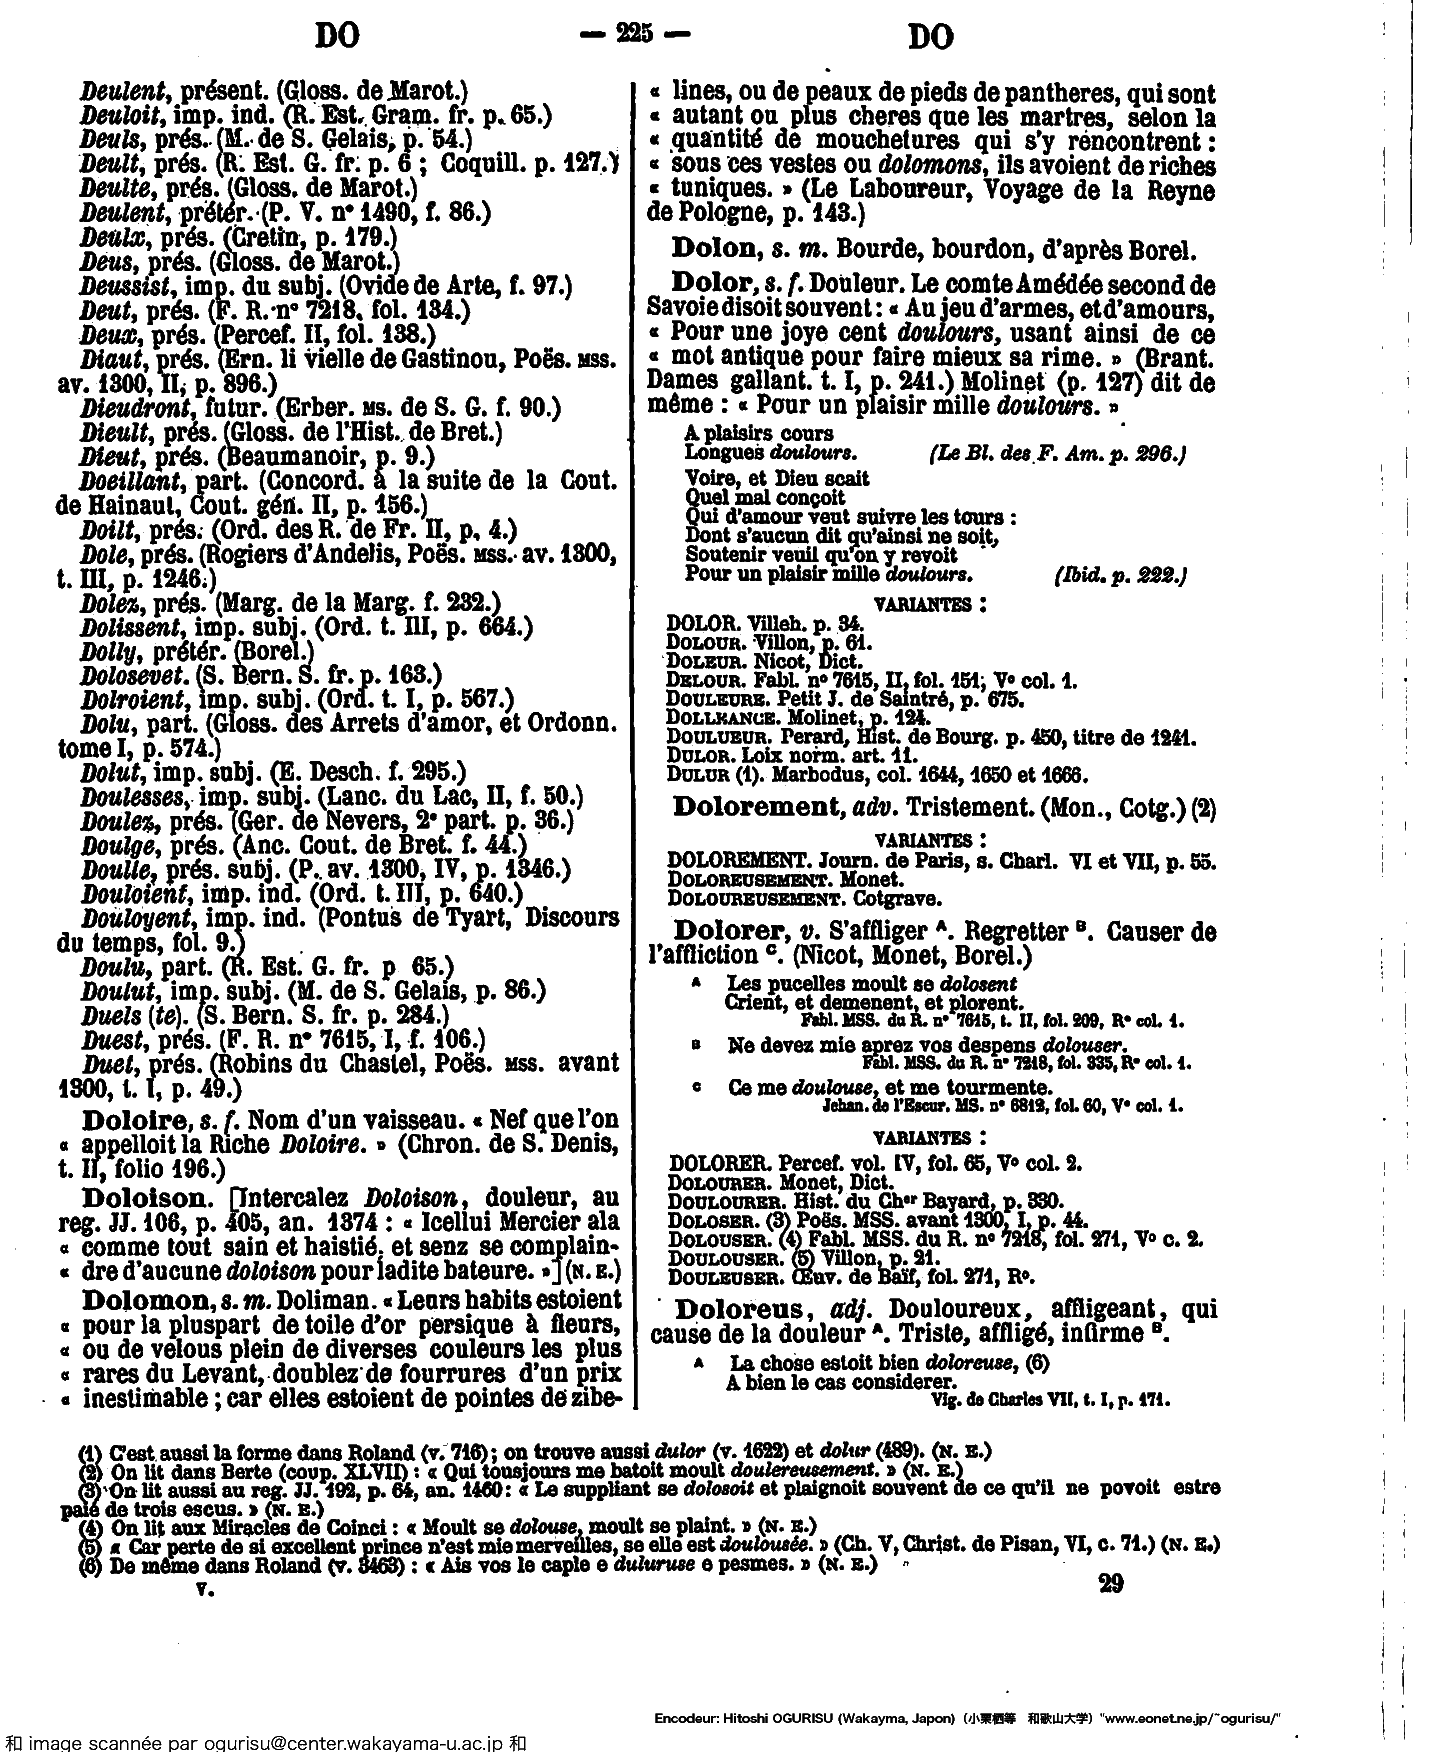 DO — 225 — DO
Deulent, présent. (Gloss. de Marot.)
Deuloit, imp. ind. (R. Est. Gram. fr. p. 65.)
Deuls, prés. (M. de S. Gelais, p. 54.)
Deult, prés. (R. Est. G. fr. p. 6 ; Coquill. p. 127.)
Deulte, prés. (Gloss. de Marot.)
Deulent, prétér. (P. V. n° 1490, f. 86.)
Deulx, prés. (Cretin, p. 179.)
Deus, prés. (Gloss. de Marot.)
Deussist, imp. du subj. (Ovide de Arte, f. 97.)
Deut, prés. (F. R. n° 7218, fol. 134.)
Deux, prés. (Percef. II, fol. 138.)
Diaut, prés. (Ern. li vielle de Gastinou, Poës. MSS.
av. 1300, II, p. 896.)
Dieudront, futur. (Erber. MS. de S. G. f. 90.)
Dieult, prés. (Gloss. de l'Hist. de Bret.)
Dieut, prés. (Beaumanoir, p. 9.)
Doeillant, part. (Concord. à la suite de la Cout.
de Hainaut, Cout. gén. II, p. 156.)
Doilt, prés. (Ord. des R. de Fr. II, p. 4.)
Dole, prés. (Rogiers d'Andelis, Poës. MSS. av. 1300,
t. III, p. 1246.)
Dolez, prés. (Marg. de la Marg. f. 232.)
Dolissent, imp. subj. (Ord. t. III, p. 664.)
Dolly, prétér. (Borel.)
Dolosevet. (S. Bern. S. fr. p. 163.)
Dolroient, imp. subj. (Ord. t. I, p. 567.)
Dolu, part. (Gloss. des Arrets d'amor, et Ordonn.
tome I, p. 574.)
Dolut, imp. subj. (E. Desch. f. 295.)
Doulesses, imp. subj. (Lanc. du Lac, II, f. 50.)
Doulez, prés. (Ger. de Nevers, 2° part. p. 36.)
Doulge, prés. (Anc. Cout. de Bret. f. 44.)
Doulle, prés. subj. (P. av. 1300, IV, p. 1346.)
Douloient, imp. ind. (Ord. t. III, p. 640.)
Douloyent, imp. ind. (Pontus de Tyart, Discours
du temps, fol. 9.)
Doulu, part. (R. Est. G. fr. p 65.)
Doulut, imp. subj. (M. de S. Gelais, p. 86.)
Duels (te). (S. Bern. S. fr. p. 284.)
Duest, prés. (F. R. n° 7615, I, f. 106.)
Duet, prés. (Robins du Chastel, Poës. MSS. avant
1300, t. I, p. 49.)
Doloire, s. f. Nom d'un vaisseau. « Nef que l'on
« appelloit la Riche Doloire. » (Chron. de S. Denis,
t. II, folio 196.)
Doloison. [Intercalez Doloison, douleur, au
reg. JJ. 106, p. 405, an. 1374 : « Icellui Mercier ala
« comme tout sain et haistié, et senz se complain-
« dre d'aucune doloison pour ladite bateure. »] (N. E.)
Dolomon, s. m. Doliman. « Leurs habits estoient
« pour la pluspart de toile d'or persique à fleurs,
« ou de velous plein de diverses couleurs les plus
« rares du Levant, doublez de fourrures d'un prix
« inestimable ; car elles estoient de pointes de zibe-
« lines, ou de peaux de pieds de pantheres, qui sont
« autant ou plus cheres que les martres, selon la
« quantité de mouchetures qui s'y rencontrent :
« sous ces vestes ou dolomons, ils avoient de riches
« tuniques. » (Le Laboureur, Voyage de la Reyne
de Pologne, p. 143.)
Dolon, s. m. Bourde, bourdon, d'après Borel.
Dolor, s. f. Douleur. Le comte Amédée second de
Savoie disoit souvent : « Au jeu d'armes, et d'amours,
« Pour une joye cent doulours, usant ainsi de ce
« mot antique pour faire mieux sa rime. » (Brant.
Dames gallant. t. I, p. 241.) Molinet (p. 127) dit de
même : « Pour un plaisir mille doulours. »
A plaisirs cours
Longues doulours. (Le Bl. des F. Am. p. 296.)
Voire, et Dieu scait
Quel mal conçoit
Qui d'amour veut suivre les tours :
Dont s'aucun dit qu'ainsi ne soit,
Soutenir veuil qu'on y revoit
Pour un plaisir mille doulours. (Ibid. p. 222.)
VARIANTES :
DOLOR. Villeh. p. 34.
DOLOUR. Villon, p. 61.
DOLEUR. Nicot, Dict.
DELOUR. Fabl. n° 7615, II, fol. 151, V° col. 1.
DOULEURE. Petit J. de Saintré, p. 675.
DOLLEANCE. Molinet, p. 124.
DOULUEUR. Perard, Hist. de Bourg. p. 450, titre de 1241.
DULOR. Loix norm. art. 11.
DULUR (1). Marbodus, col. 1644, 1650 et 1666.
Dolorement, adv. Tristement. (Mon., Cotg.) (2)
VARIANTES :
DOLOREMENT. Journ. de Paris, s. Charl. VI et VII, p. 55.
DOLOREUSEMENT. Monet.
DOLOUREUSEMENT. Cotgrave.
Dolorer, v. S'affliger A. Regretter B. Causer de
l'affliction C. (Nicot, Monet, Borel.)
A Les pucelles moult se dolosent
Crient, et demenent, et plorent.
Fabl. MSS. du R. n° 7615, t. II, fol. 209, R° col. 1.
B Ne devez mie aprez vos despens dolouser.
Fabl. MSS. du R. n° 7218, fol. 335, R° col. 1.
C Ce me doulouse, et me tourmente.
Jehan. de l'Escur. MS. n° 6812, fol. 60, V° col. 1.
VARIANTES :
DOLORER. Percef. vol. IV, fol. 65, V° col. 2.
DOLOURER. Monet, Dict.
DOULOURER. Hist. du Cher Bayard, p. 330.
DOLOSER. (3) Poës. MSS. avant 1300, I, p. 44.
DOLOUSER. (4) Fabl. MSS. du R. n° 7218, fol. 271, V° c. 2.
DOULOUSER. (5) Villon, p. 21.
DOULEUSER. Œuv. de Baïf, fol. 271, R°.
Doloreus, adj. Douloureux, affligeant, qui
cause de la douleur A. Triste, affligé, infirme B.
A La chose estoit bien doloreuse, (6)
A bien le cas considerer.
Vig. de Charles VII, t. I, p. 171.
(1) C'est aussi la forme dans Roland (v. 716) ; on trouve aussi dulor (v. 1622) et dolur (489). (N. E.)
(2) On lit dans Berte (coup. XLVII) : « Qui tousjours me batoit moult doulereusement. » (N. E.)
(3) On lit aussi au reg. JJ. 192, p. 64, an. 1460 : « Le suppliant se dolosoit et plaignoit souvent de ce qu'il ne povoit estre
paié de trois escus. » (N. E.)
(4) On lit aux Miracles de Coinci : « Moult se dolouse, moult se plaint. » (N. E.)
(5) « Car perte de si excellent prince n'est mie merveilles, se elle est doulousée. » (Ch. V, Christ. de Pisan, VI, c. 71.) (N. E.)
(6) De même dans Roland (v. 3463) : « Ais vos le caple e duluruse e pesmes. » (N. E.)
V. 29
Encodeur: Hitoshi OGURISU (Wakayma, Japon) (小栗栖等 和歌山大学) "www.eonet.ne.jp/~ogurisu/"
和 image scannée par ogurisu@center.wakayama-u.ac.jp 和